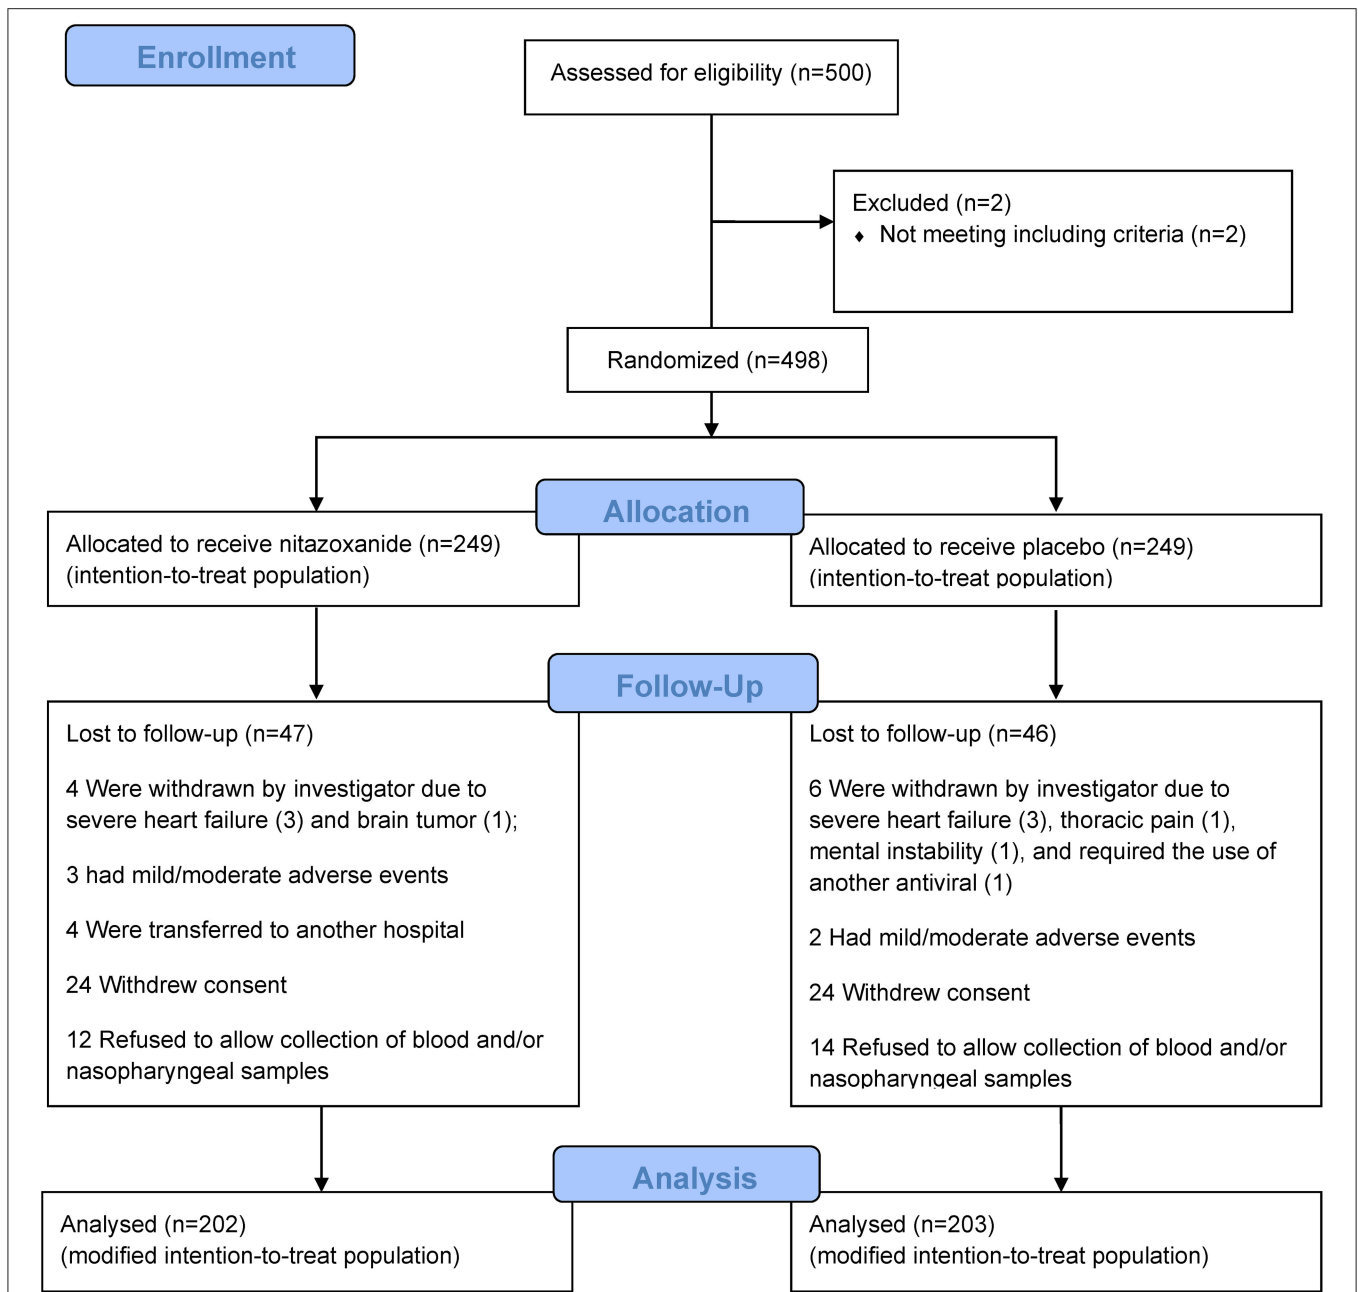 Enrollment
Assessed for eligibility (n=500)
Excluded (n=2)
♦ Not meeting including criteria (n=2)
Randomized (n=498)
Allocation
Allocated to receive nitazoxanide (n=249)
(intention-to-treat population)
Allocated to receive placebo (n=249)
(intention-to-treat population)
Follow-Up
Lost to follow-up (n=47)
4 Were withdrawn by investigator due to
severe heart failure (3) and brain tumor (1);
3 had mild/moderate adverse events
4 Were transferred to another hospital
24 Withdrew consent
12 Refused to allow collection of blood and/or
nasopharyngeal samples
Lost to follow-up (n=46)
6 Were withdrawn by investigator due to
severe heart failure (3), thoracic pain (1),
mental instability (1), and required the use of
another antiviral (1)
2 Had mild/moderate adverse events
24 Withdrew consent
14 Refused to allow collection of blood and/or
nasopharyngeal samples
Analysis
Analysed (n=202)
(modified intention-to-treat population)
Analysed (n=203)
(modified intention-to-treat population)